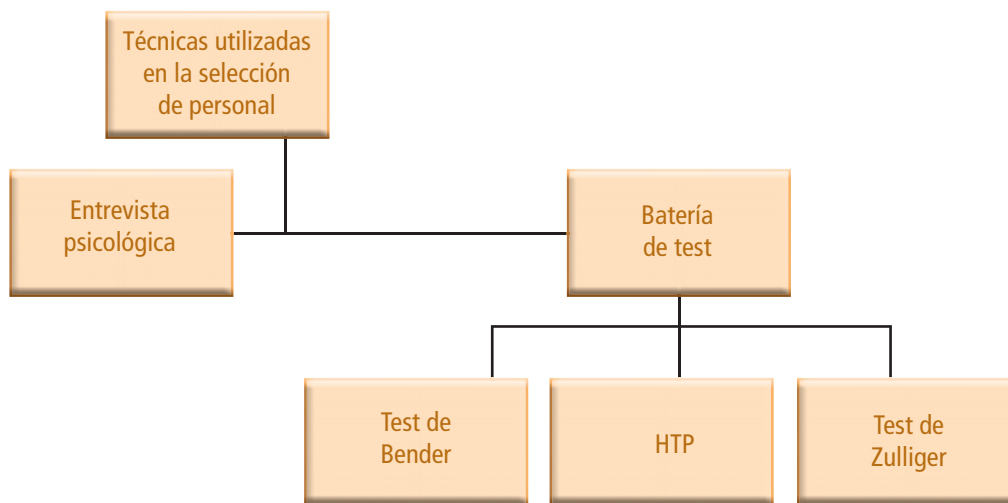 Técnicas utilizadas
en la selección
de personal
Entrevista
psicológica
Batería
de test
Test de
Bender
HTP
Test de
Zulliger